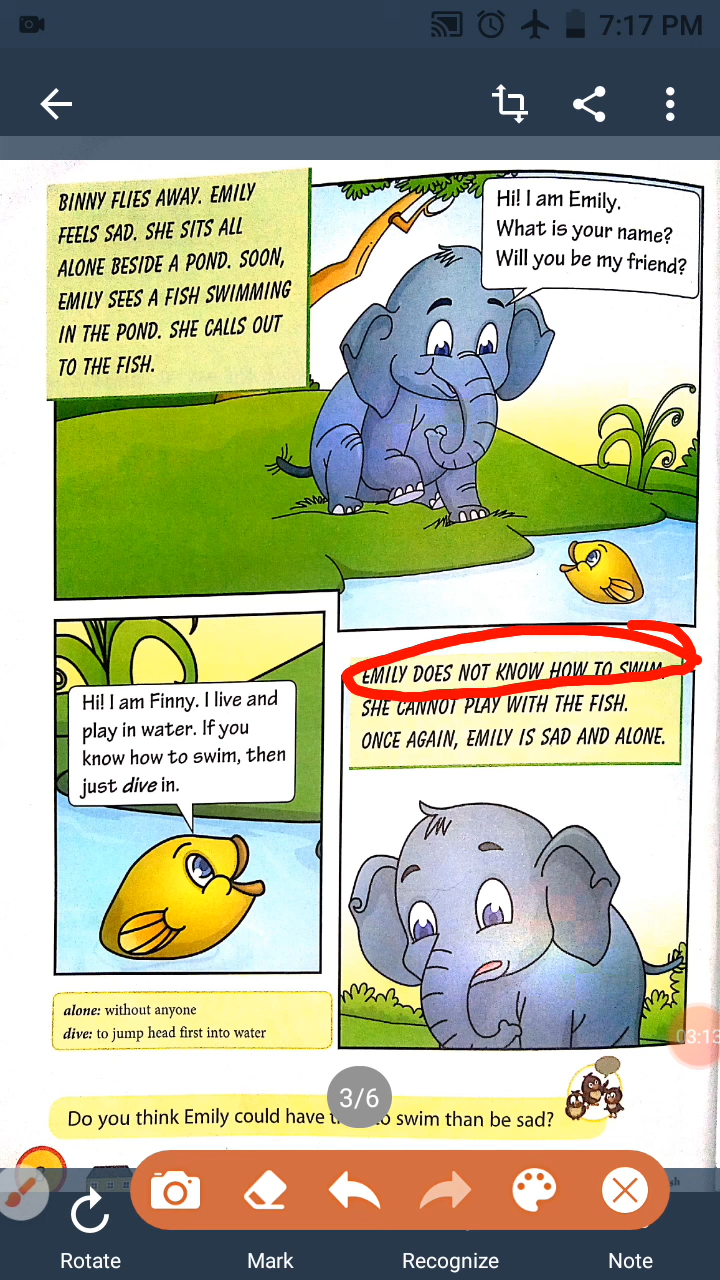 7:17 PM
BINNY FLIES AWAY. EMILY
FEELS SAD. SHE SITS ALL
ALONE BESIDE A POND. SOON,
EMILY SEES A FISH SWIMMING
IN THE POND. SHE CALLS OUT
TO THE FISH.
Hi! I am Emily.
What is your name?
Will you be my friend?
Hi! I am Finny. I live and
play in water. If you
know how to swim, then
just dive in.
EMILY DOES NOT KNOW HOW TO SWIM.
SHE CANNOT PLAY WITH THE FISH.
ONCE AGAIN, EMILY IS SAD AND ALONE.
alone: without anyone
dive: to jump head first into water
03:13
3/6
Do you think Emily could have to swim than be sad?
Rotate
Mark
Recognize
Note